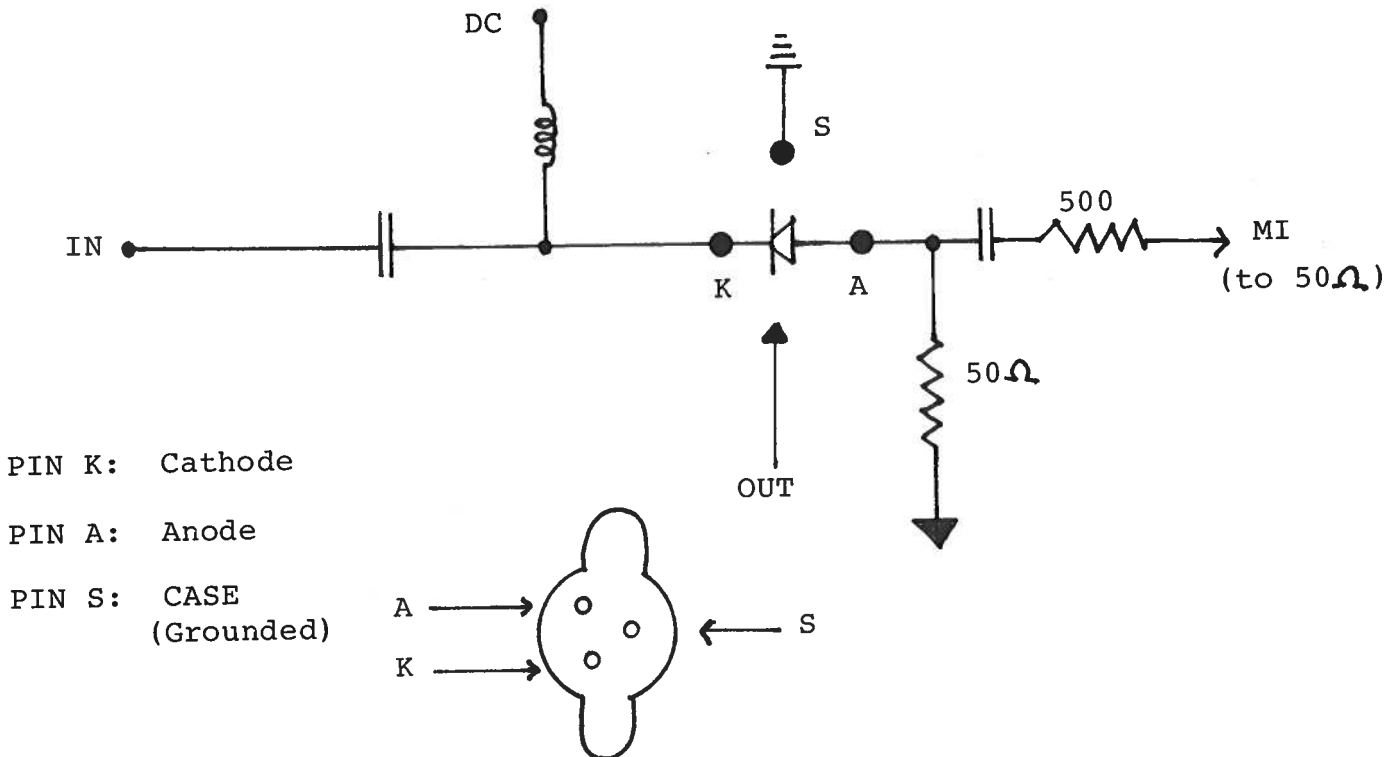 DC
S
500
IN
MI
(to 50Ω)
K
A
50Ω
OUT
PIN K: Cathode
PIN A: Anode
PIN S: CASE
(Grounded)
A
S
K